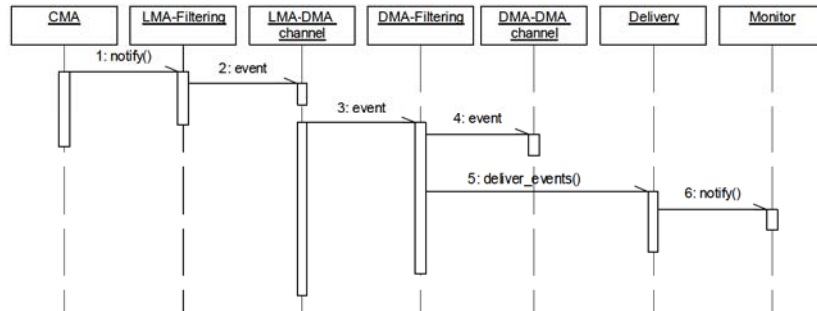 CMA
LMA-Filtering
LMA-DMA
channel
DMA-Filtering
DMA-DMA
channel
Delivery
Monitor
1: notify()
2: event
3: event
4: event
5: deliver_events()
6: notify()